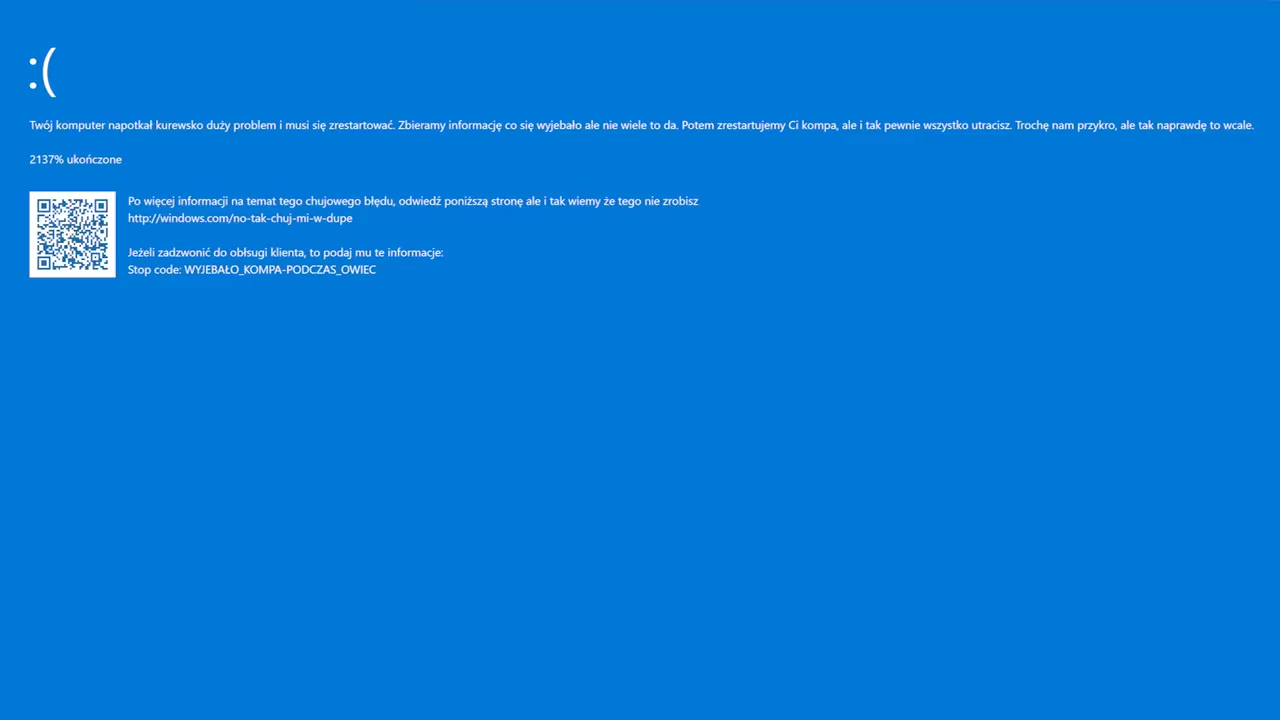 :(
Twój komputer napotkał kurewsko duży problem i musi się zrestartować. Zbieramy informację co się wyjebało ale nie wiele to da. Potem zrestartujemy Ci kompa, ale i tak pewnie wszystko utracisz. Trochę nam przykro, ale tak naprawdę to wcale.
2137% ukończone
Po więcej informacji na temat tego chujowego błędu, odwiedź poniższą stronę ale i tak wiemy że tego nie zrobisz
http://windows.com/no-tak-chuj-mi-w-dupe
Jeżeli zadzwonić do obłsugi klienta, to podaj mu te informacje:
Stop code: WYJEBAŁO_KOMPA-PODCZAS_OWIEC